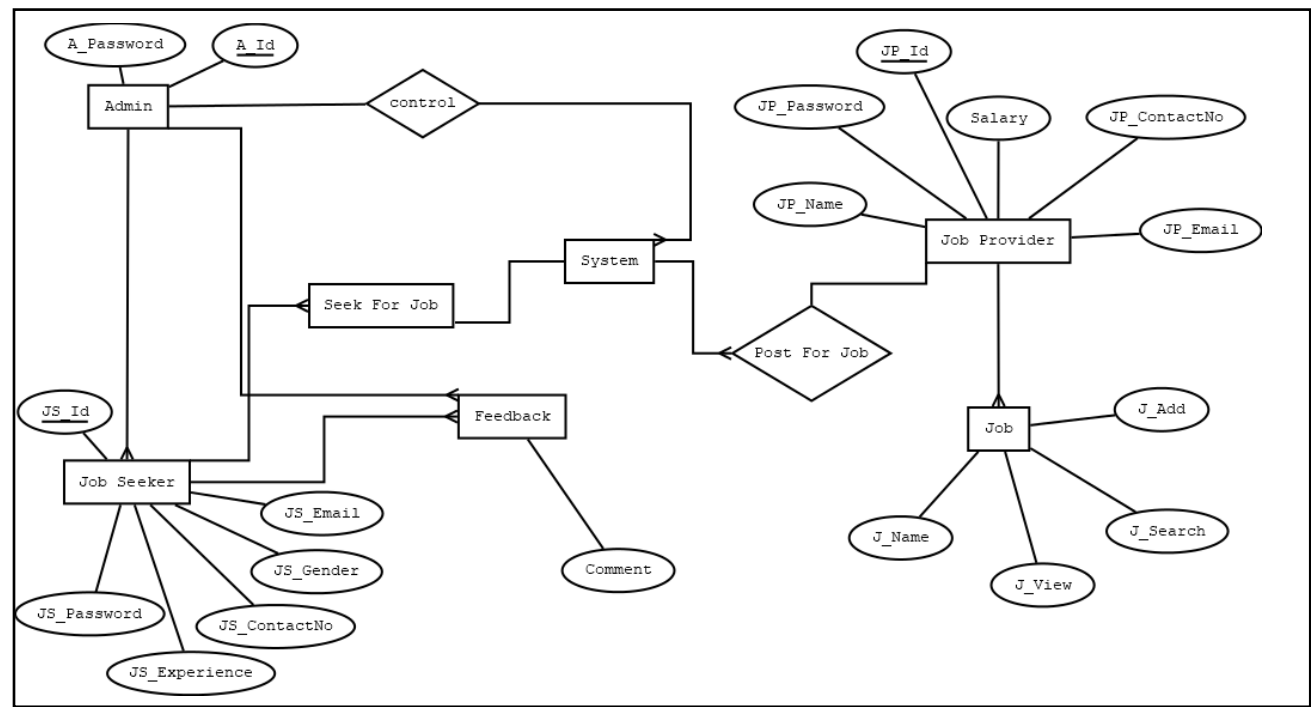 A_Password
A_Id
Admin
control
JP_Id
JP_Password
Salary
JP_ContactNo
JP_Name
Job Provider
JP_Email
System
Seek For Job
Post For Job
JS_Id
Feedback
Job
J_Add
Job Seeker
JS_Email
J_Name
J_Search
JS_Gender
Comment
J_View
JS_Password
JS_ContactNo
JS_Experience